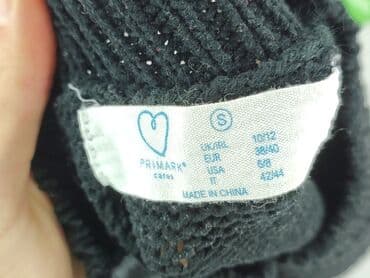 S
PRIMARK®
cares
UK/IRL 10/12
EUR 38/40
USA 6/8
IT 42/44
MADE IN CHINA